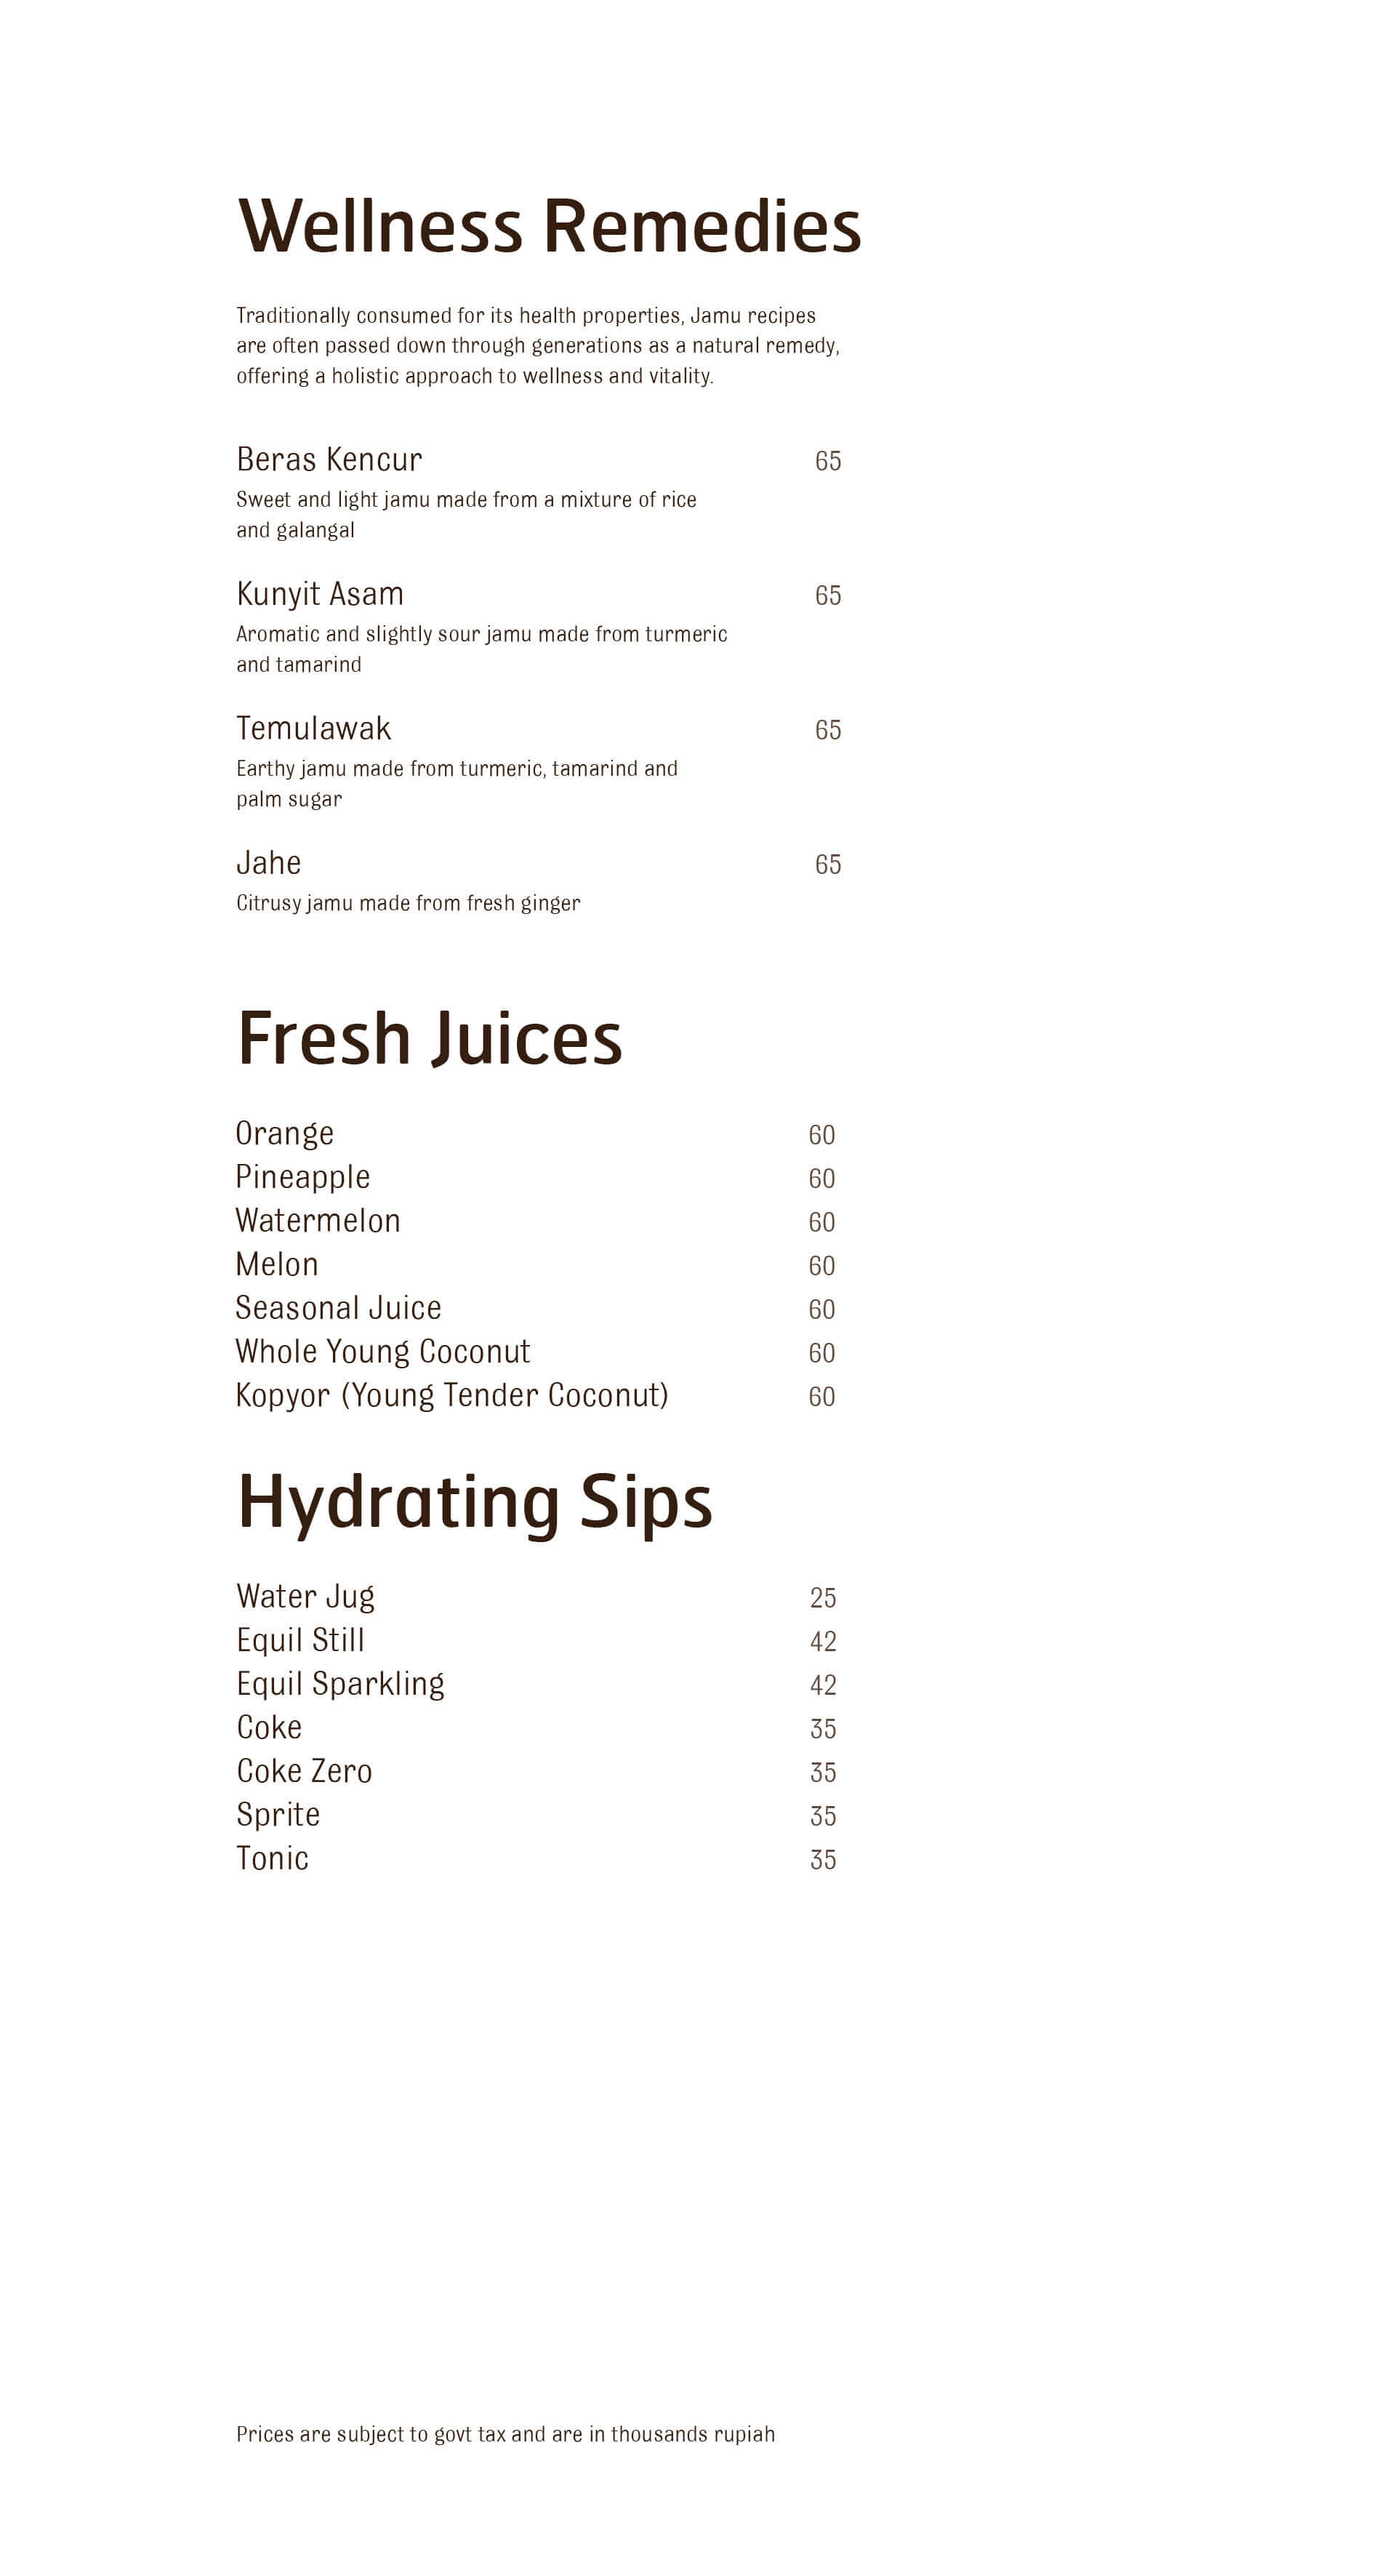 Wellness Remedies
Traditionally consumed for its health properties, Jamu recipes
are often passed down through generations as a natural remedy,
offering a holistic approach to wellness and vitality.
Beras Kencur 65
Sweet and light jamu made from a mixture of rice
and galangal
Kunyit Asam 65
Aromatic and slightly sour jamu made from turmeric
and tamarind
Temulawak 65
Earthy jamu made from turmeric, tamarind and
palm sugar
Jahe 65
Citrusy jamu made from fresh ginger
Fresh Juices
Orange 60
Pineapple 60
Watermelon 60
Melon 60
Seasonal Juice 60
Whole Young Coconut 60
Kopyor (Young Tender Coconut) 60
Hydrating Sips
Water Jug 25
Equil Still 42
Equil Sparkling 42
Coke 35
Coke Zero 35
Sprite 35
Tonic 35
Prices are subject to govt tax and are in thousands rupiah